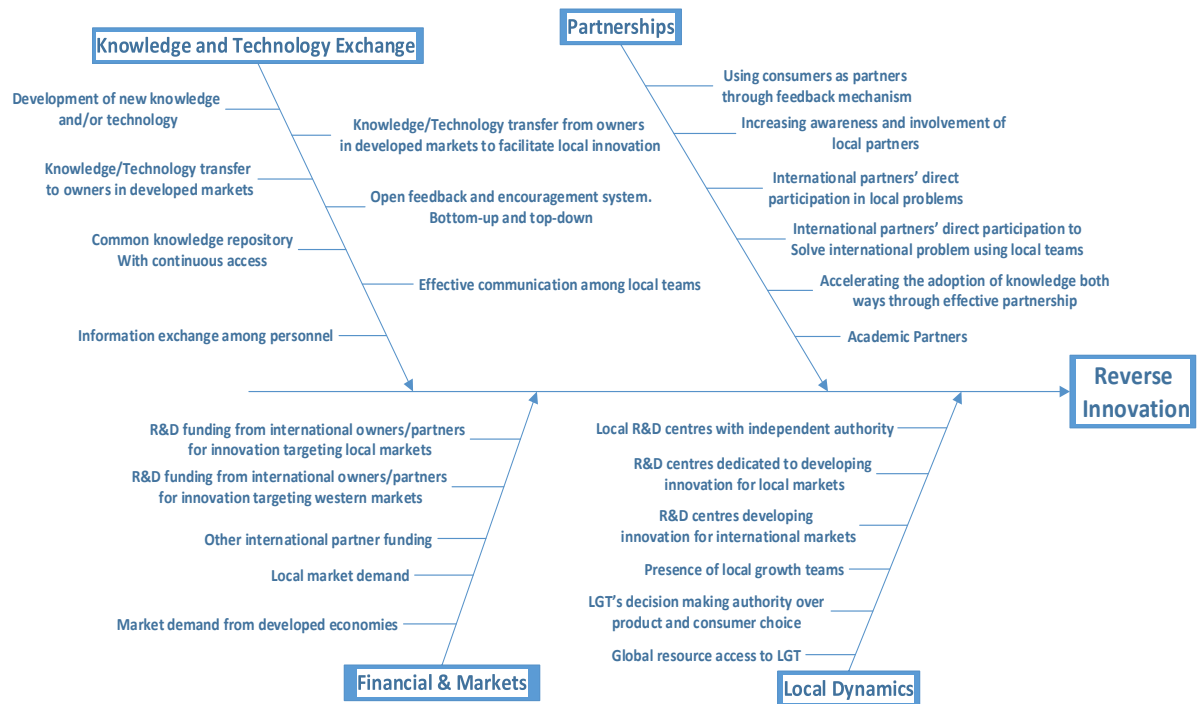 Knowledge and Technology Exchange
Development of new knowledge
and/or technology
Knowledge/Technology transfer from owners
in developed markets to facilitate local innovation
Knowledge/Technology transfer
to owners in developed markets
Open feedback and encouragement system.
Bottom-up and top-down
Common knowledge repository
With continuous access
Effective communication among local teams
Information exchange among personnel
Partnerships
Using consumers as partners
through feedback mechanism
Increasing awareness and involvement of
local partners
International partners’ direct
participation in local problems
International partners’ direct participation to
Solve international problem using local teams
Accelerating the adoption of knowledge both
ways through effective partnership
Academic Partners
Reverse
Innovation
R&D funding from international owners/partners
for innovation targeting local markets
R&D funding from international owners/partners
for innovation targeting western markets
Other international partner funding
Local market demand
Market demand from developed economies
Financial & Markets
Local R&D centres with independent authority
R&D centres dedicated to developing
innovation for local markets
R&D centres developing
innovation for international markets
Presence of local growth teams
LGT’s decision making authority over
product and consumer choice
Global resource access to LGT
Local Dynamics